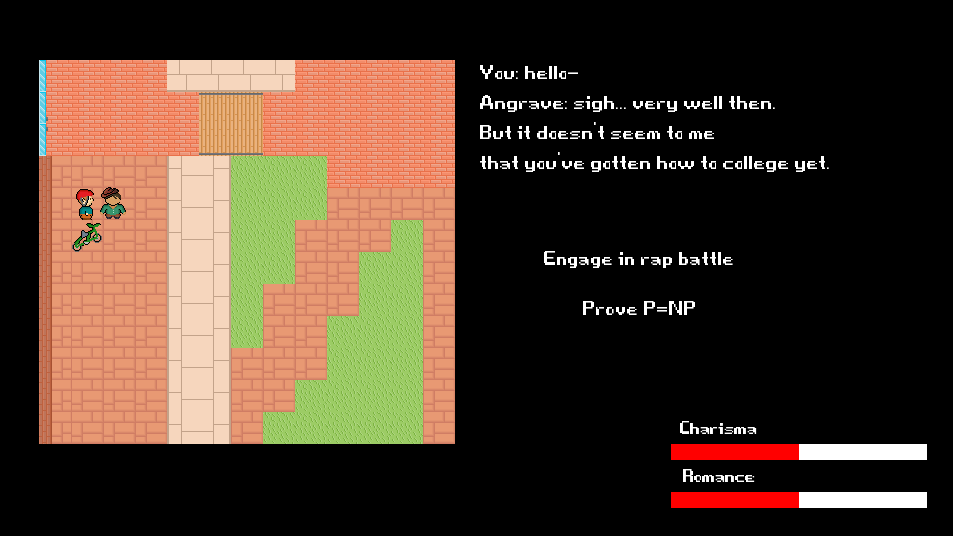 You: hello-
Angrave: sigh... very well then.
But it doesn't seem to me
that you've gotten how to college yet.
Engage in rap battle
Prove P=NP
Charisma
Romance